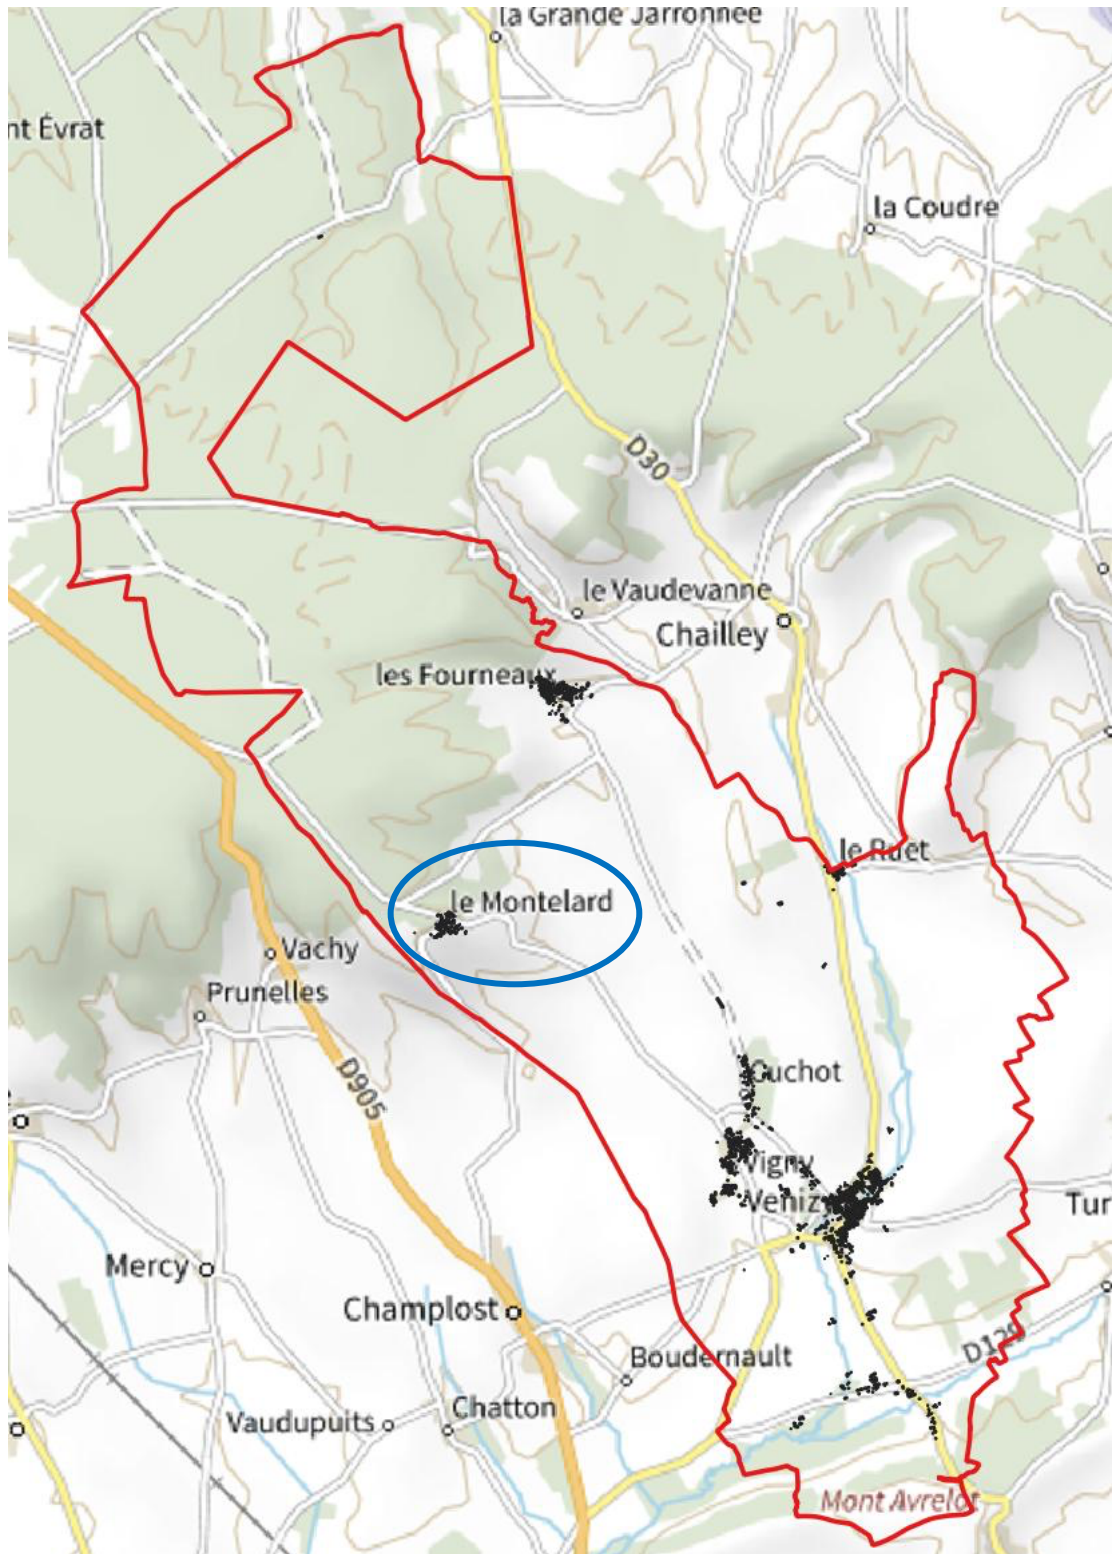 la Grande Jarronnée
nt Évrat
la Coudre
D30
le Vaudevanne
Chailley
les Fourneaux
le Ruet
le Montelard
Vachy
Prunelles
D905
Cuchot
Vigny
Venizy
Tur
Mercy
Champlost
D129
Boudernault
Vaudupuits
Chatton
Mont Avrelot